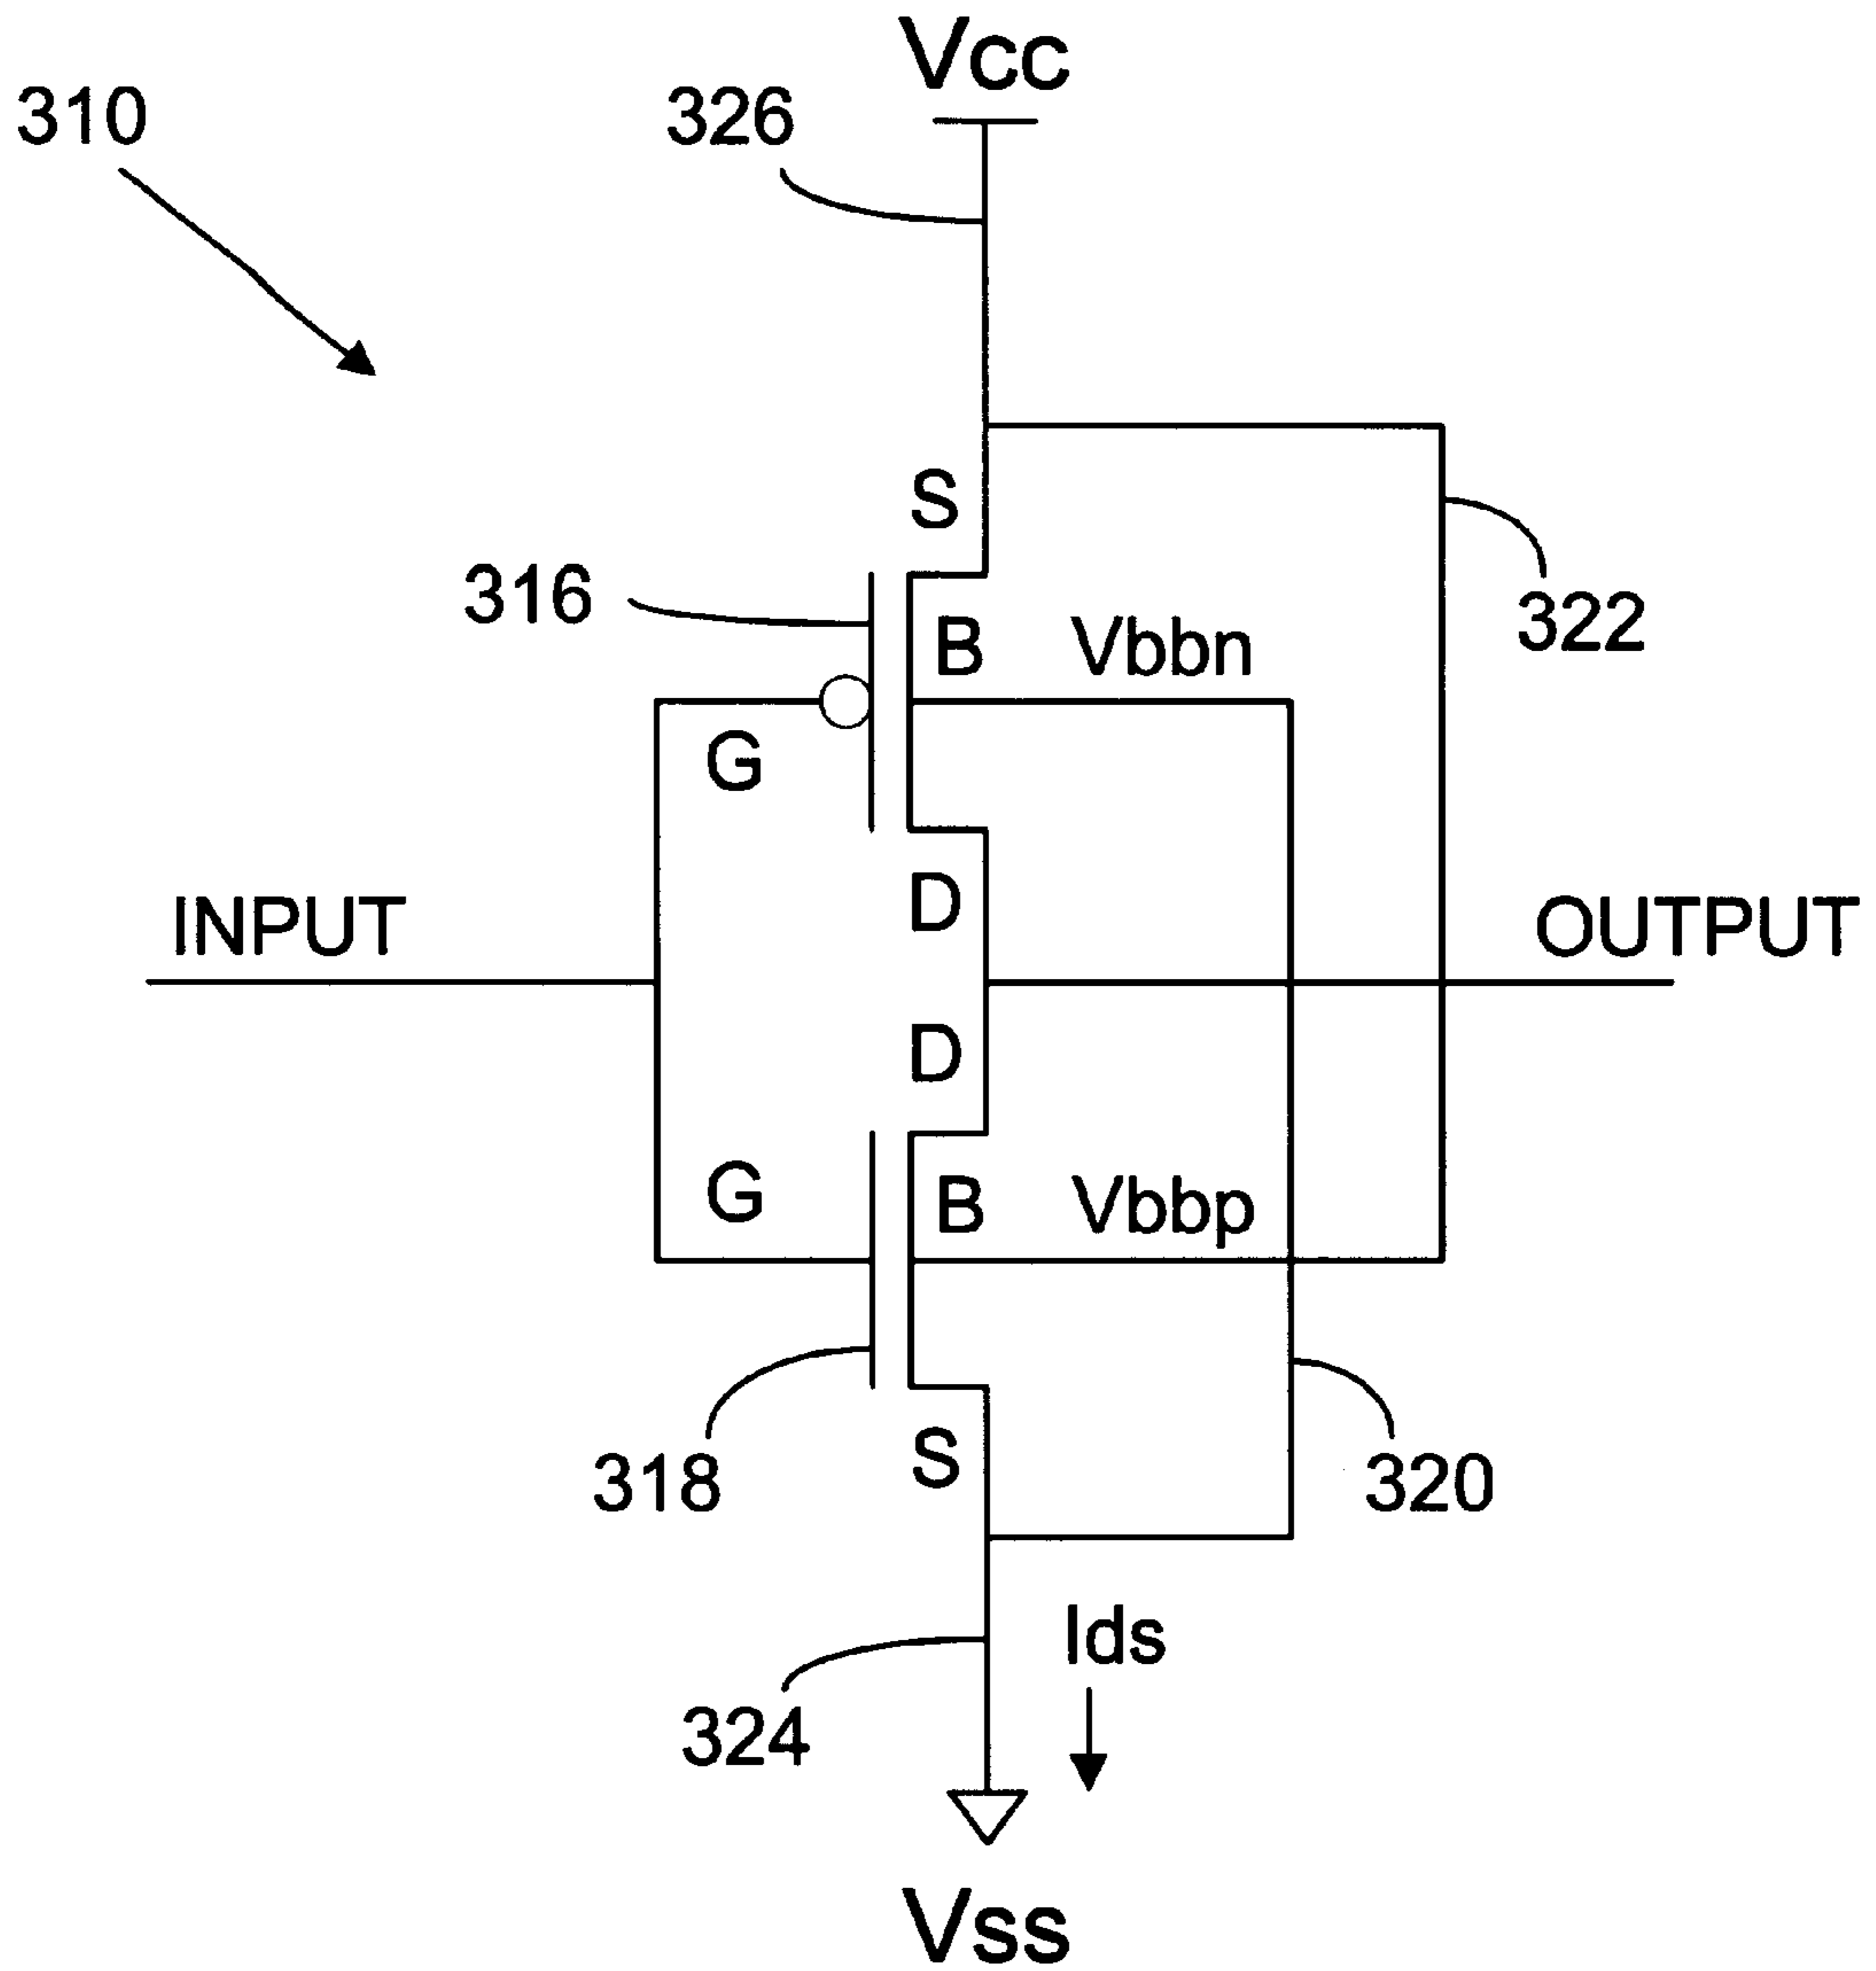 Vcc
310
326
S
316
B
Vbbn
322
G
D
INPUT
OUTPUT
D
G
B
Vbbp
318
S
320
Ids
324
Vss